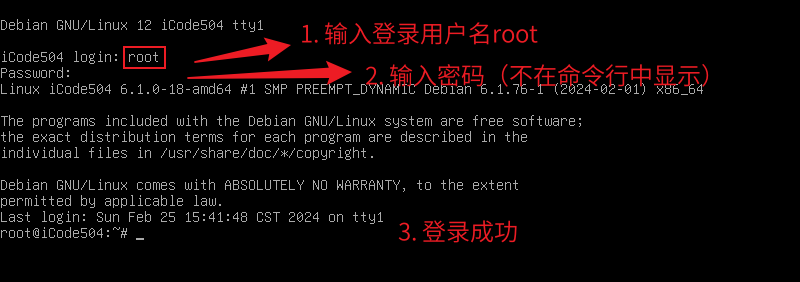 Debian GNU/Linux 12 iCode504 tty1
1. 输入登录用户名root
iCode504 login: root
Password:
2. 输入密码（不在命令行中显示）
Linux iCode504 6.1.0-18-amd64 #1 SMP PREEMPT_DYNAMIC Debian 6.1.76-1 (2024-02-01) x86_64
The programs included with the Debian GNU/Linux system are free software;
the exact distribution terms for each program are described in the
individual files in /usr/share/doc/*/copyright.
Debian GNU/Linux comes with ABSOLUTELY NO WARRANTY, to the extent
permitted by applicable law.
Last login: Sun Feb 25 15:41:48 CST 2024 on tty1
root@iCode504:~# _
3. 登录成功